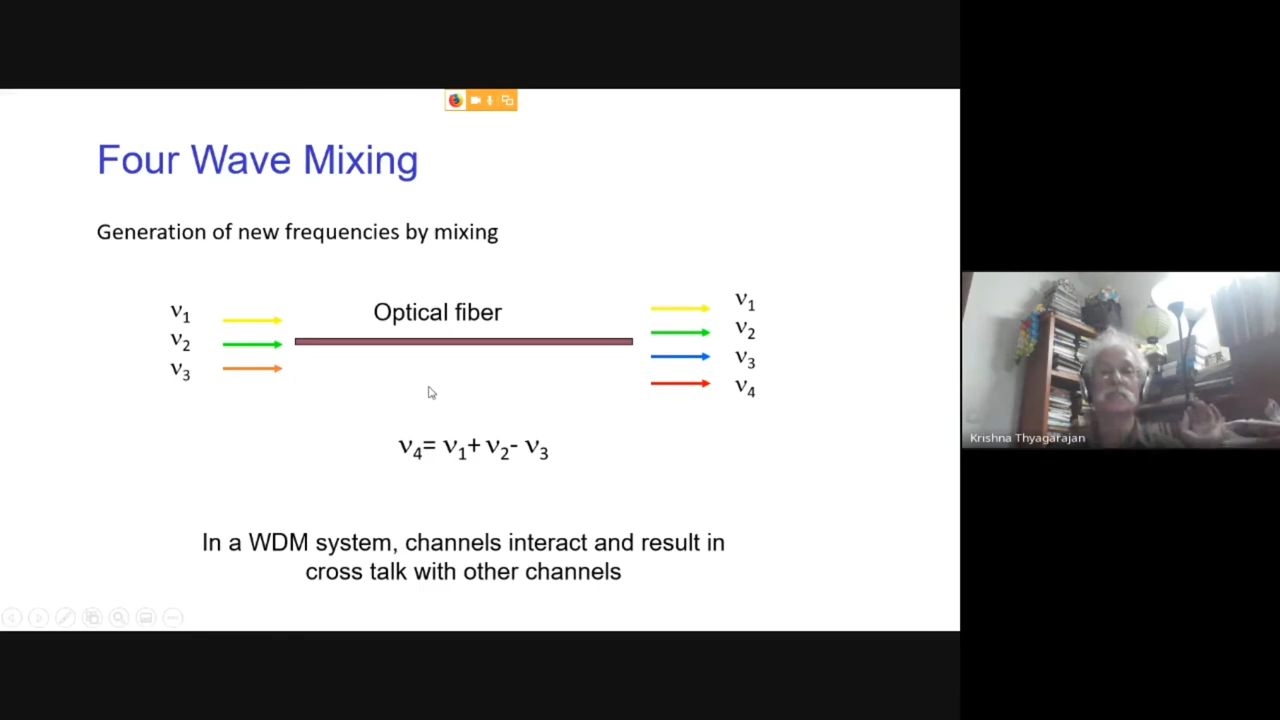 Four Wave Mixing
Generation of new frequencies by mixing
ν1
ν2
ν3
Optical fiber
ν1
ν2
ν3
ν4
ν4= ν1+ ν2- ν3
In a WDM system, channels interact and result in
cross talk with other channels
Krishna Thyagarajan